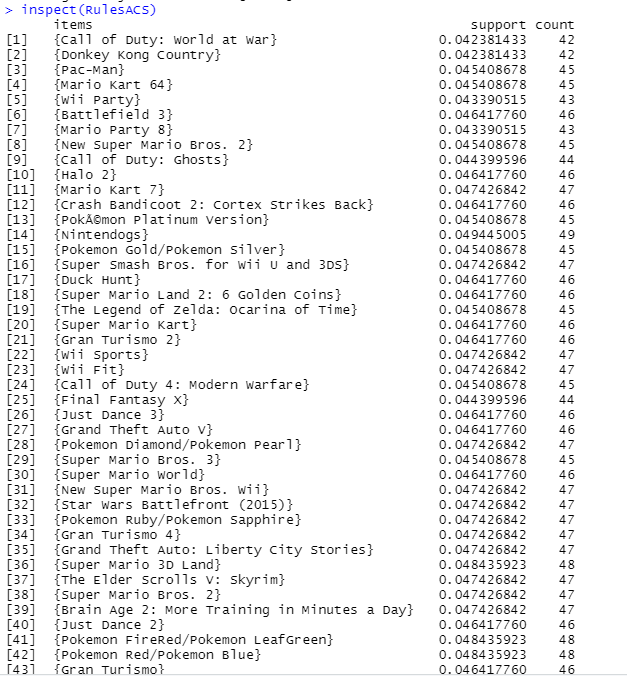 > inspect(RulesACS)
items support count
[1] {Call of Duty: World at War} 0.042381433 42
[2] {Donkey Kong Country} 0.042381433 42
[3] {Pac-Man} 0.045408678 45
[4] {Mario Kart 64} 0.045408678 45
[5] {Wii Party} 0.043390515 43
[6] {Battlefield 3} 0.046417760 46
[7] {Mario Party 8} 0.043390515 43
[8] {New Super Mario Bros. 2} 0.045408678 45
[9] {Call of Duty: Ghosts} 0.044399596 44
[10] {Halo 2} 0.046417760 46
[11] {Mario Kart 7} 0.047426842 47
[12] {Crash Bandicoot 2: Cortex Strikes Back} 0.046417760 46
[13] {PokÃ©mon Platinum Version} 0.045408678 45
[14] {Nintendogs} 0.049445005 49
[15] {Pokemon Gold/Pokemon Silver} 0.045408678 45
[16] {Super Smash Bros. for Wii U and 3DS} 0.047426842 47
[17] {Duck Hunt} 0.046417760 46
[18] {Super Mario Land 2: 6 Golden Coins} 0.046417760 46
[19] {The Legend of Zelda: Ocarina of Time} 0.045408678 45
[20] {Super Mario Kart} 0.046417760 46
[21] {Gran Turismo 2} 0.046417760 46
[22] {Wii Sports} 0.047426842 47
[23] {Wii Fit} 0.047426842 47
[24] {Call of Duty 4: Modern Warfare} 0.045408678 45
[25] {Final Fantasy X} 0.044399596 44
[26] {Just Dance 3} 0.046417760 46
[27] {Grand Theft Auto V} 0.046417760 46
[28] {Pokemon Diamond/Pokemon Pearl} 0.047426842 47
[29] {Super Mario Bros. 3} 0.045408678 45
[30] {Super Mario World} 0.046417760 46
[31] {New Super Mario Bros. Wii} 0.047426842 47
[32] {Star Wars Battlefront (2015)} 0.047426842 47
[33] {Pokemon Ruby/Pokemon Sapphire} 0.047426842 47
[34] {Gran Turismo 4} 0.047426842 47
[35] {Grand Theft Auto: Liberty City Stories} 0.047426842 47
[36] {Super Mario 3D Land} 0.048435923 48
[37] {The Elder Scrolls V: Skyrim} 0.047426842 47
[38] {Super Mario Bros. 2} 0.047426842 47
[39] {Brain Age 2: More Training in Minutes a Day} 0.047426842 47
[40] {Just Dance 2} 0.046417760 46
[41] {Pokemon FireRed/Pokemon LeafGreen} 0.048435923 48
[42] {Pokemon Red/Pokemon Blue} 0.048435923 48
[43] {Gran Turismo} 0.046417760 46